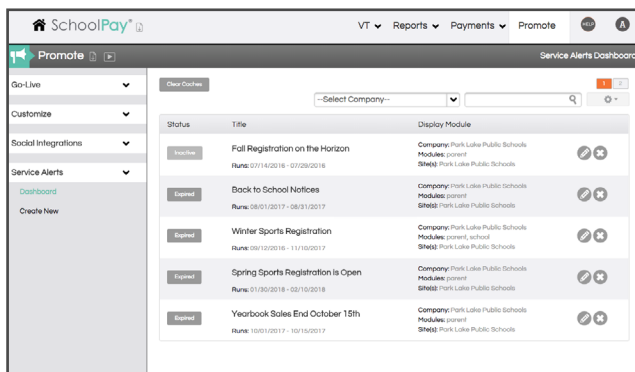 SchoolPay®
VT Reports Payments Promote HELP A
Promote Service Alerts Dashboard
Go-Live
Customize
Social Integrations
Service Alerts
Dashboard
Create New
Clear Caches
1 2
--Select Company--
Status Title Display Module
Inactive
Fall Registration on the Horizon
Runs: 07/14/2016 - 07/29/2016
Company: Park Lake Public Schools
Modules: parent
Site(s): Park Lake Public Schools
Expired
Back to School Notices
Runs: 08/01/2017 - 08/31/2017
Company: Park Lake Public Schools
Modules: parent
Site(s): Park Lake Public Schools
Expired
Winter Sports Registration
Runs: 09/12/2016 - 11/10/2017
Company: Park Lake Public Schools
Modules: parent, school
Site(s): Park Lake Public Schools
Expired
Spring Sports Registration is Open
Runs: 01/30/2018 - 02/10/2018
Company: Park Lake Public Schools
Modules: parent
Site(s): Park Lake Public Schools
Expired
Yearbook Sales End October 15th
Runs: 10/01/2017 - 10/15/2017
Company: Park Lake Public Schools
Modules: parent
Site(s): Park Lake Public Schools